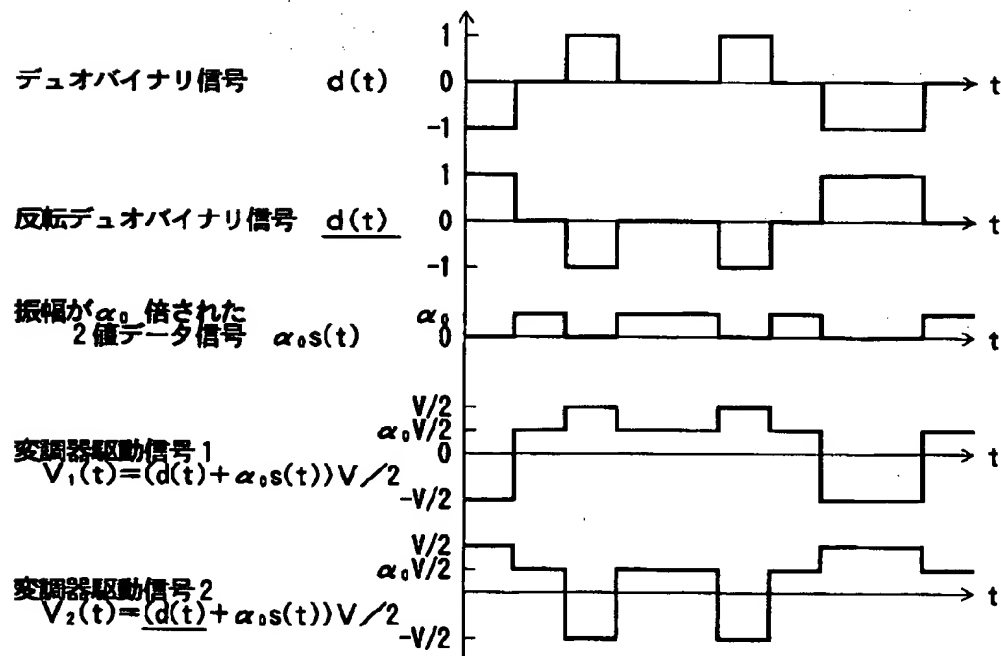 デュオバイナリ信号 d(t)
1
0
-1
t
反転デュオバイナリ信号 d(t)
1
0
-1
t
振幅がα₀ 倍された
2値データ信号 α₀s(t)
α₀
0
t
変調器駆動信号1
V₁(t)=(d(t)+α₀s(t))V/2
V/2
α₀V/2
0
-V/2
t
変調器駆動信号2
V₂(t)=(d(t)+α₀s(t))V/2
V/2
α₀V/2
-V/2
t